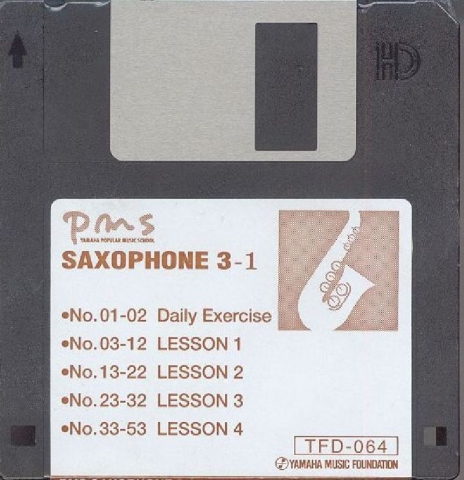 HD
pms
YAMAHA POPULAR MUSIC SCHOOL
SAXOPHONE 3-1
•No.01-02 Daily Exercise
•No.03-12 LESSON 1
•No.13-22 LESSON 2
•No.23-32 LESSON 3
•No.33-53 LESSON 4
TFD-064
YAMAHA MUSIC FOUNDATION